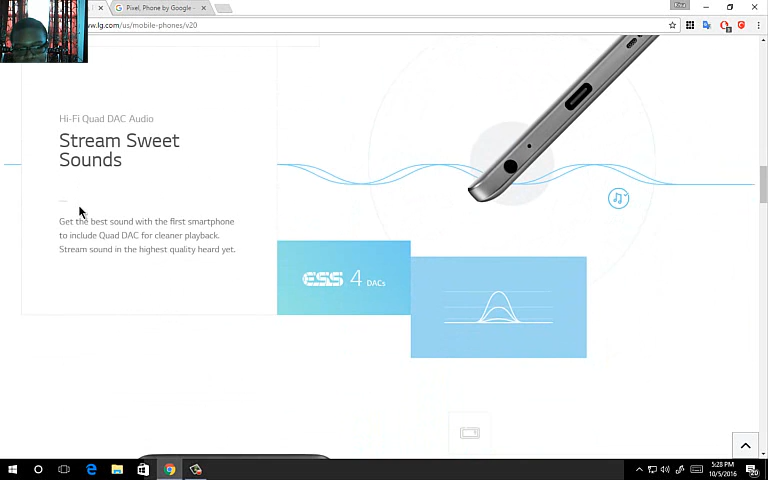 Pixel, Phone by Google -
Kira
w.lg.com/us/mobile-phones/v20
Hi-Fi Quad DAC Audio
Stream Sweet
Sounds
Get the best sound with the first smartphone
to include Quad DAC for cleaner playback.
Stream sound in the highest quality heard yet.
ESS 4 DACs
5:28 PM
10/5/2016
20